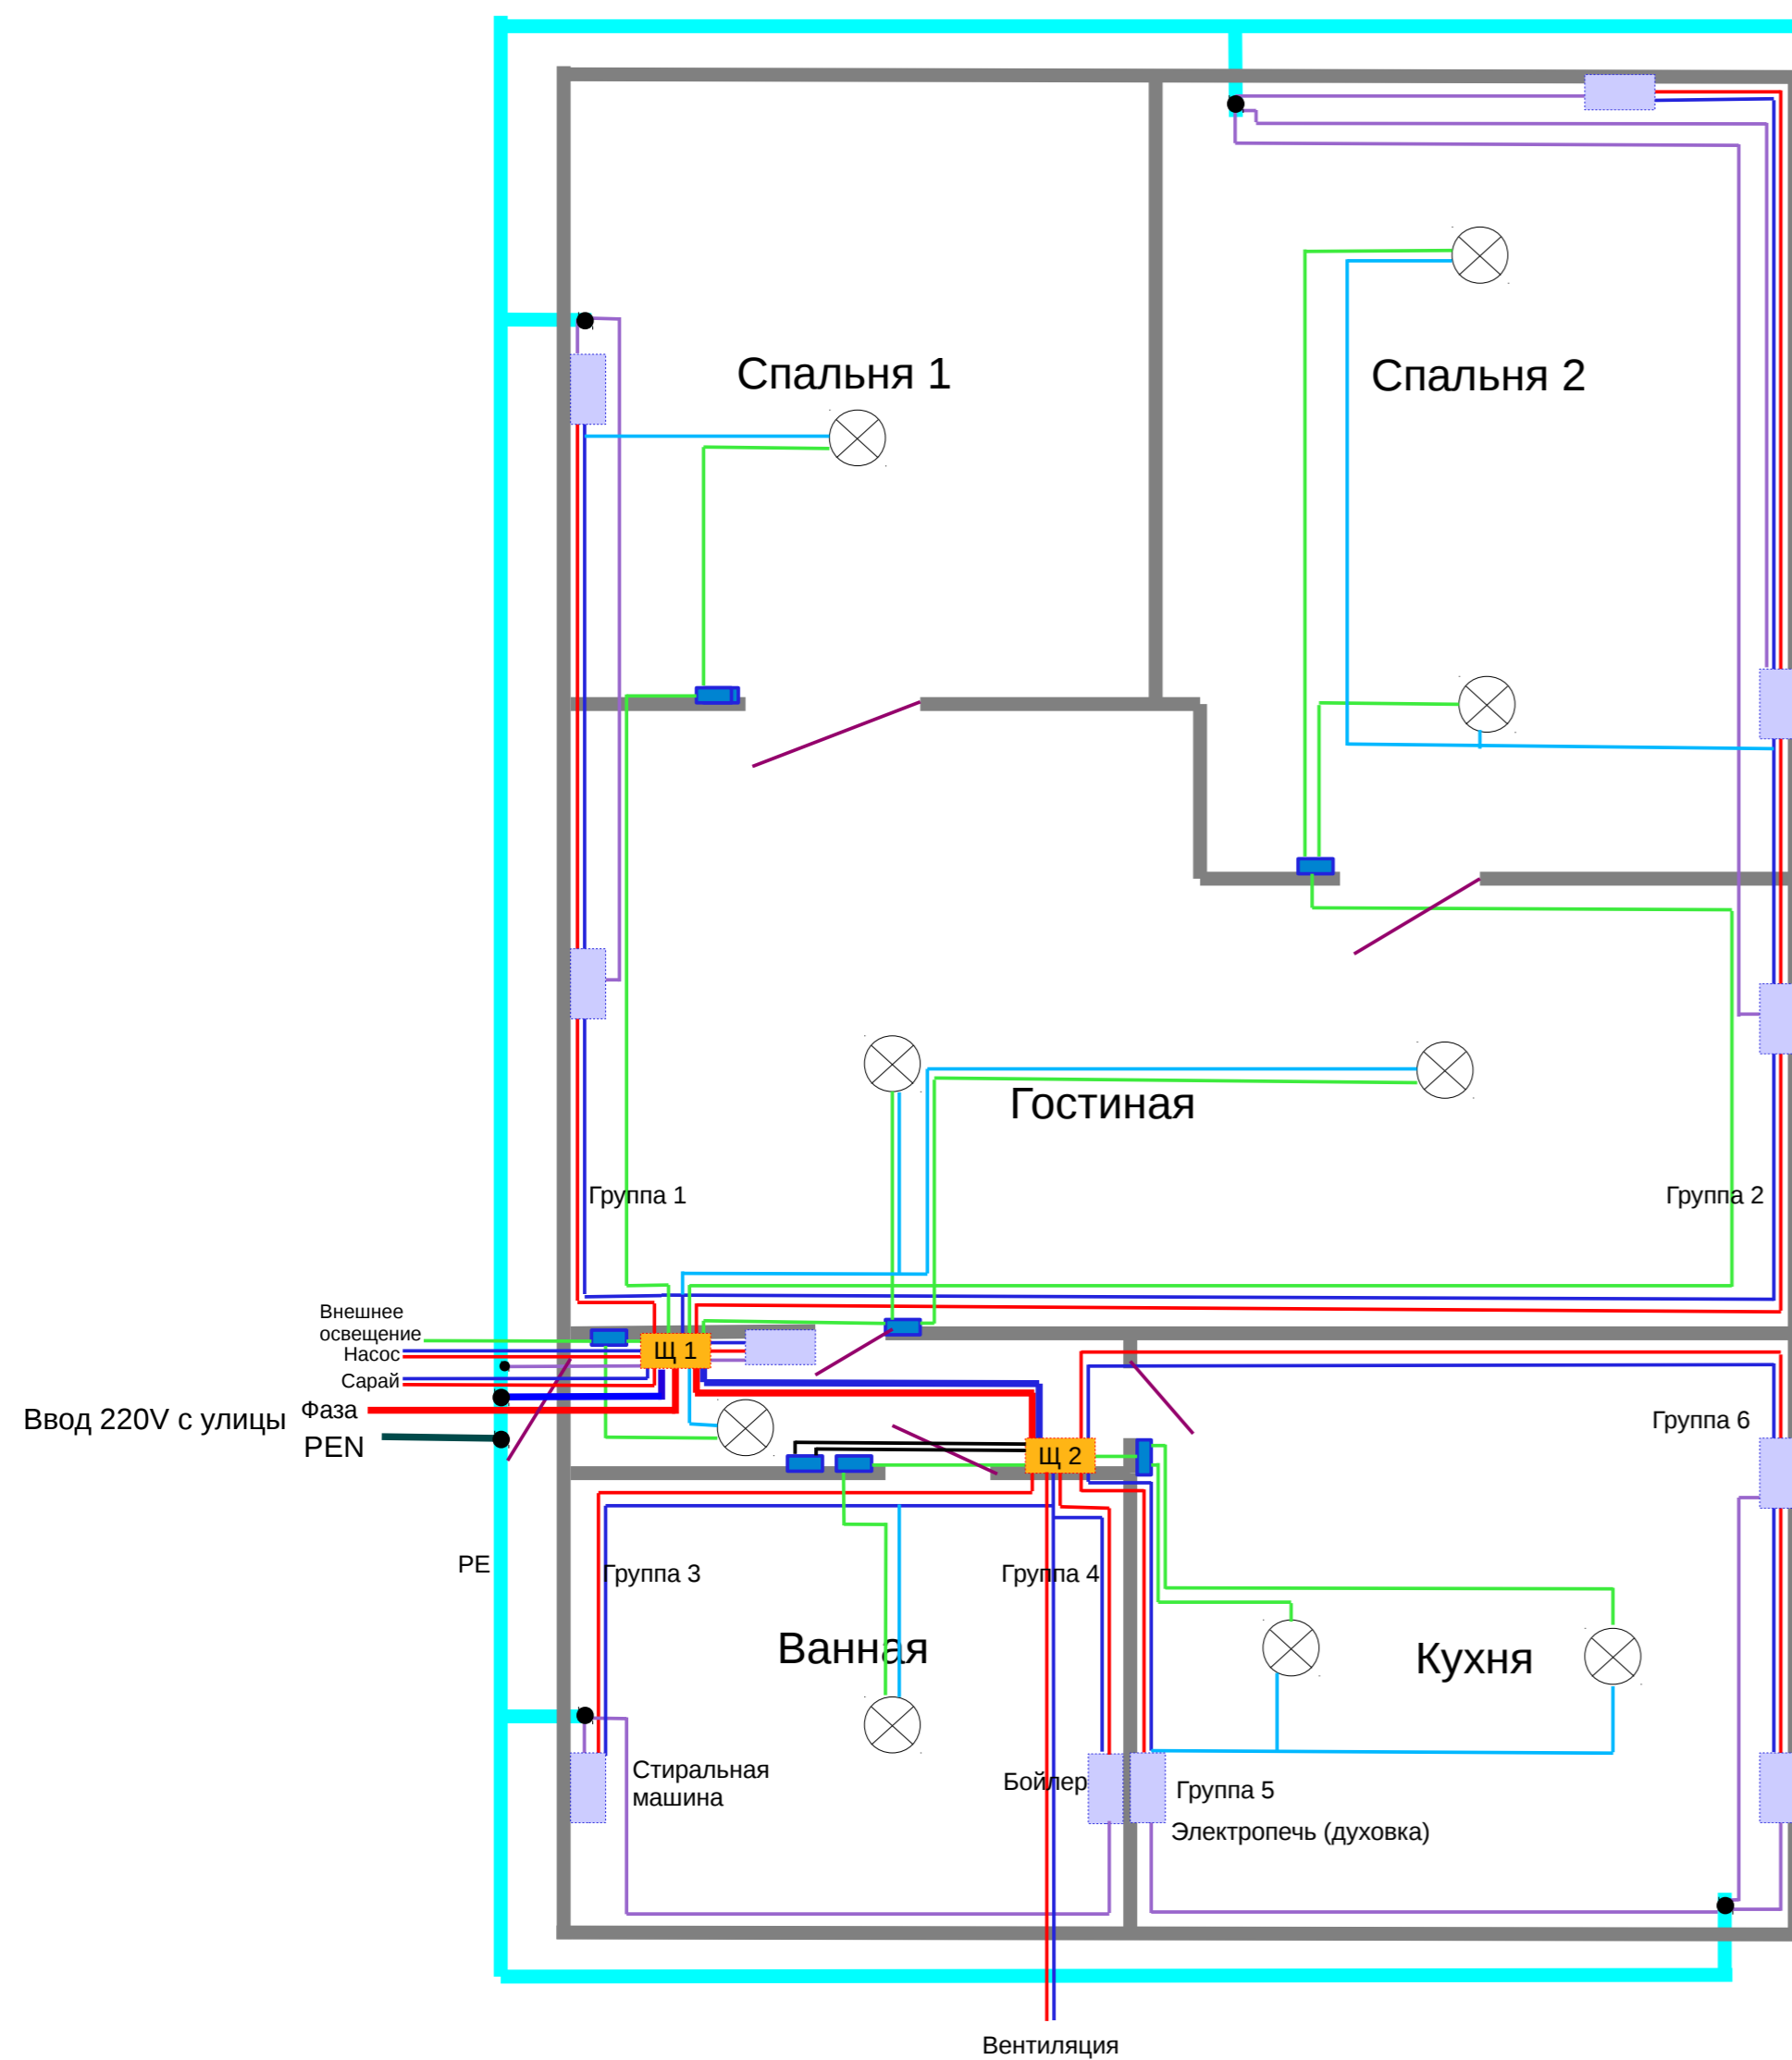 Спальня 1
Спальня 2
Гостиная
Группа 1
Группа 2
Внешнее
освещение
Насос
Щ 1
Сарай
Ввод 220V с улицы
Фаза
PEN
Группа 6
Щ 2
PE
Группа 3
Группа 4
Ванная
Кухня
Стиральная
машина
Бойлер
Группа 5
Электропечь (духовка)
Вентиляция